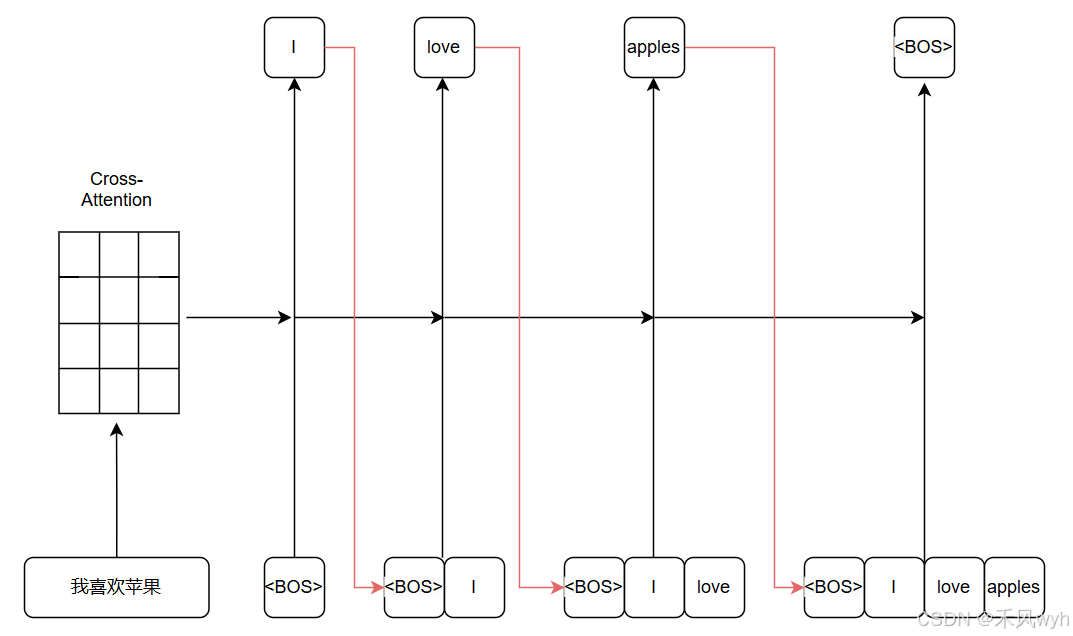 I
love
apples
<BOS>
Cross-
Attention
我喜欢苹果
<BOS>
<BOS>
I
<BOS>
I
love
<BOS>
I
love
apples
CSDN @禾风wyh